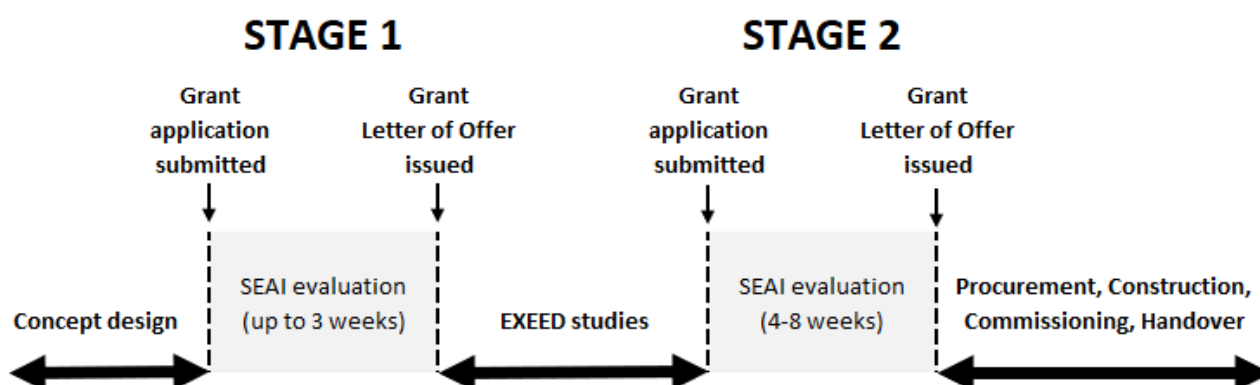 STAGE 1
STAGE 2
Grant
application
submitted
Grant
Letter of Offer
issued
Grant
application
submitted
Grant
Letter of Offer
issued
Concept design
SEAI evaluation
(up to 3 weeks)
EXEED studies
SEAI evaluation
(4-8 weeks)
Procurement, Construction,
Commissioning, Handover